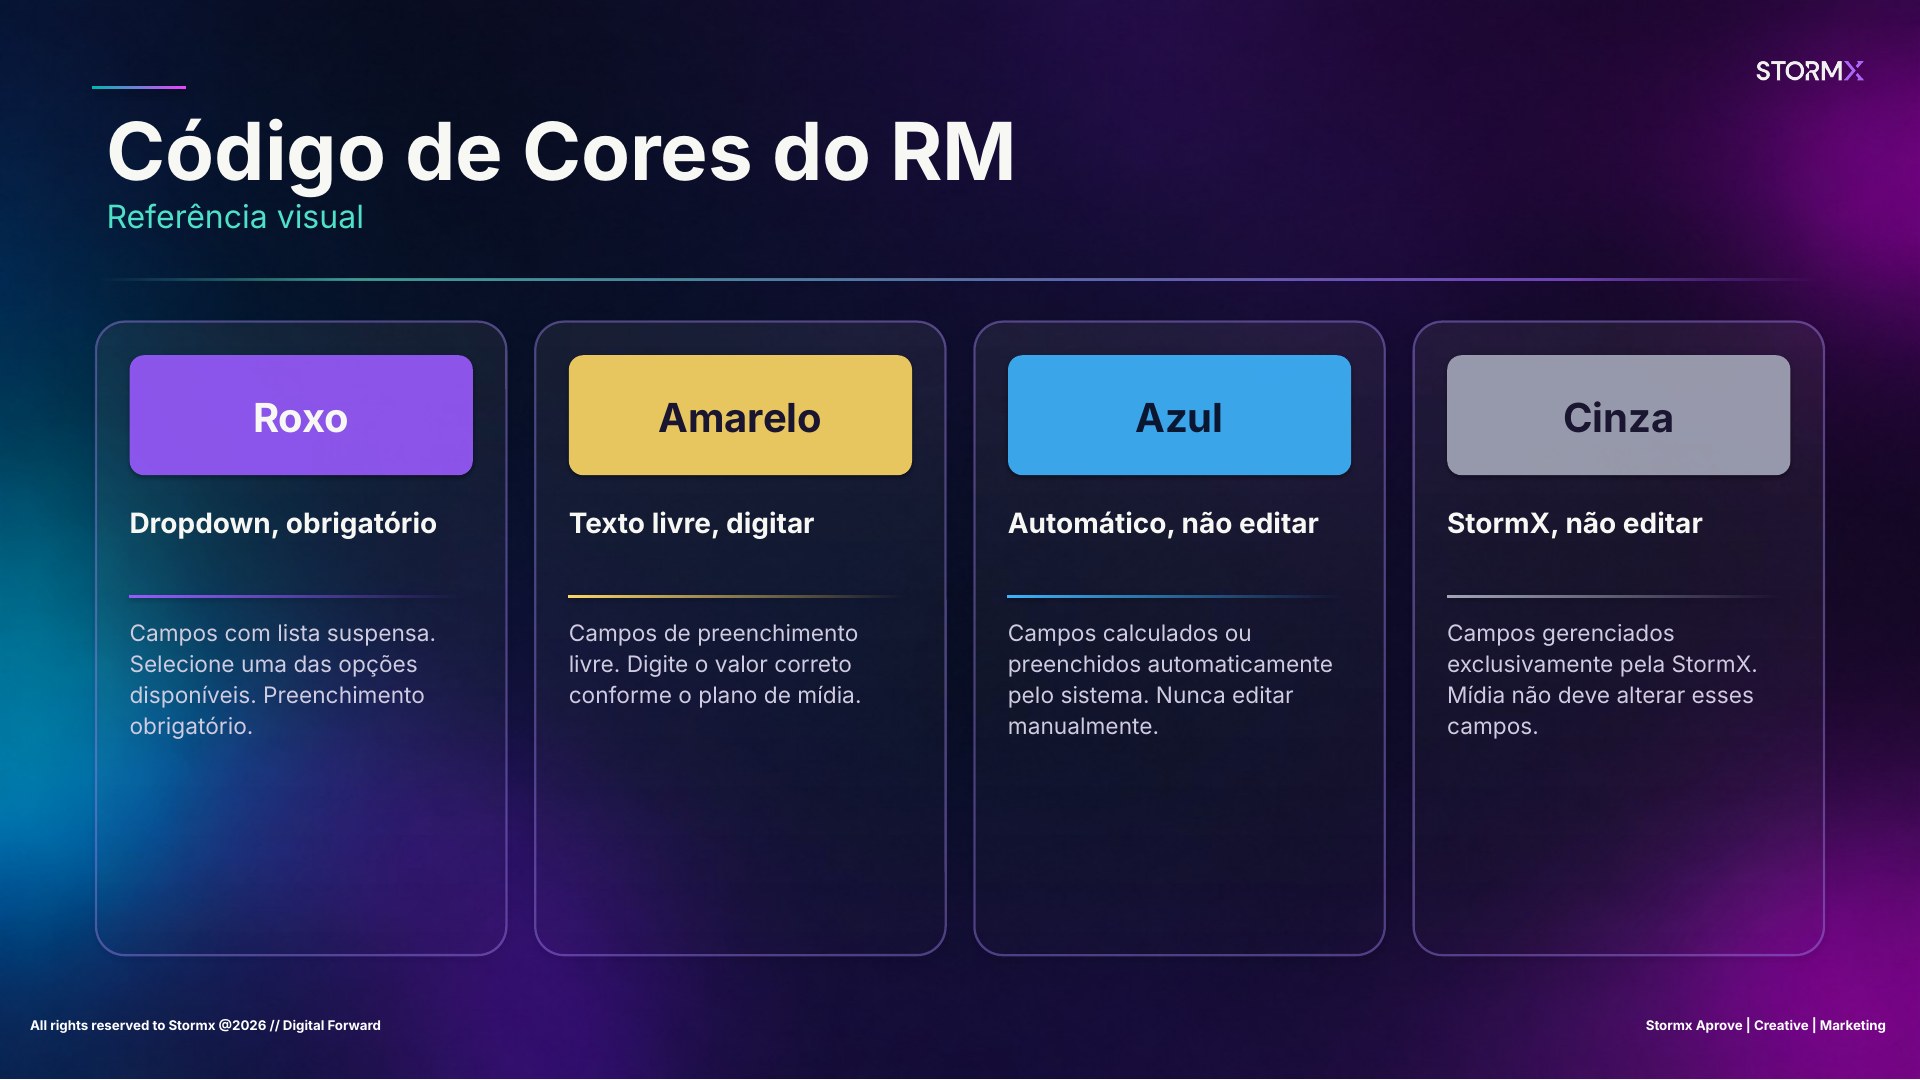 STORMX
Código de Cores do RM
Referência visual
Roxo
Dropdown, obrigatório
Campos com lista suspensa.
Selecione uma das opções
disponíveis. Preenchimento
obrigatório.
Amarelo
Texto livre, digitar
Campos de preenchimento
livre. Digite o valor correto
conforme o plano de mídia.
Azul
Automático, não editar
Campos calculados ou
preenchidos automaticamente
pelo sistema. Nunca editar
manualmente.
Cinza
StormX, não editar
Campos gerenciados
exclusivamente pela StormX.
Mídia não deve alterar esses
campos.
All rights reserved to Stormx @2026 // Digital Forward
Stormx Aprove | Creative | Marketing